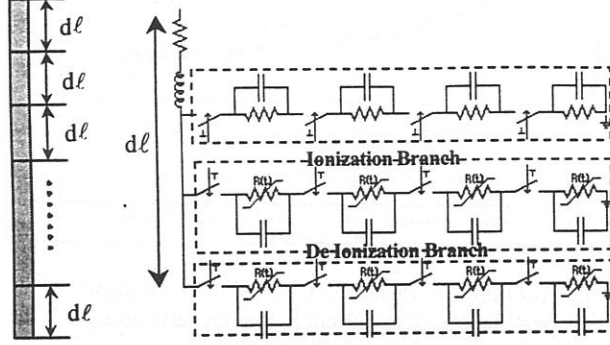 dℓ
dℓ
dℓ
dℓ
dℓ
Ionization Branch
T T T T
R(t) R(t) R(t) R(t)
De-Ionization Branch
T T T T
R(t) R(t) R(t) R(t)